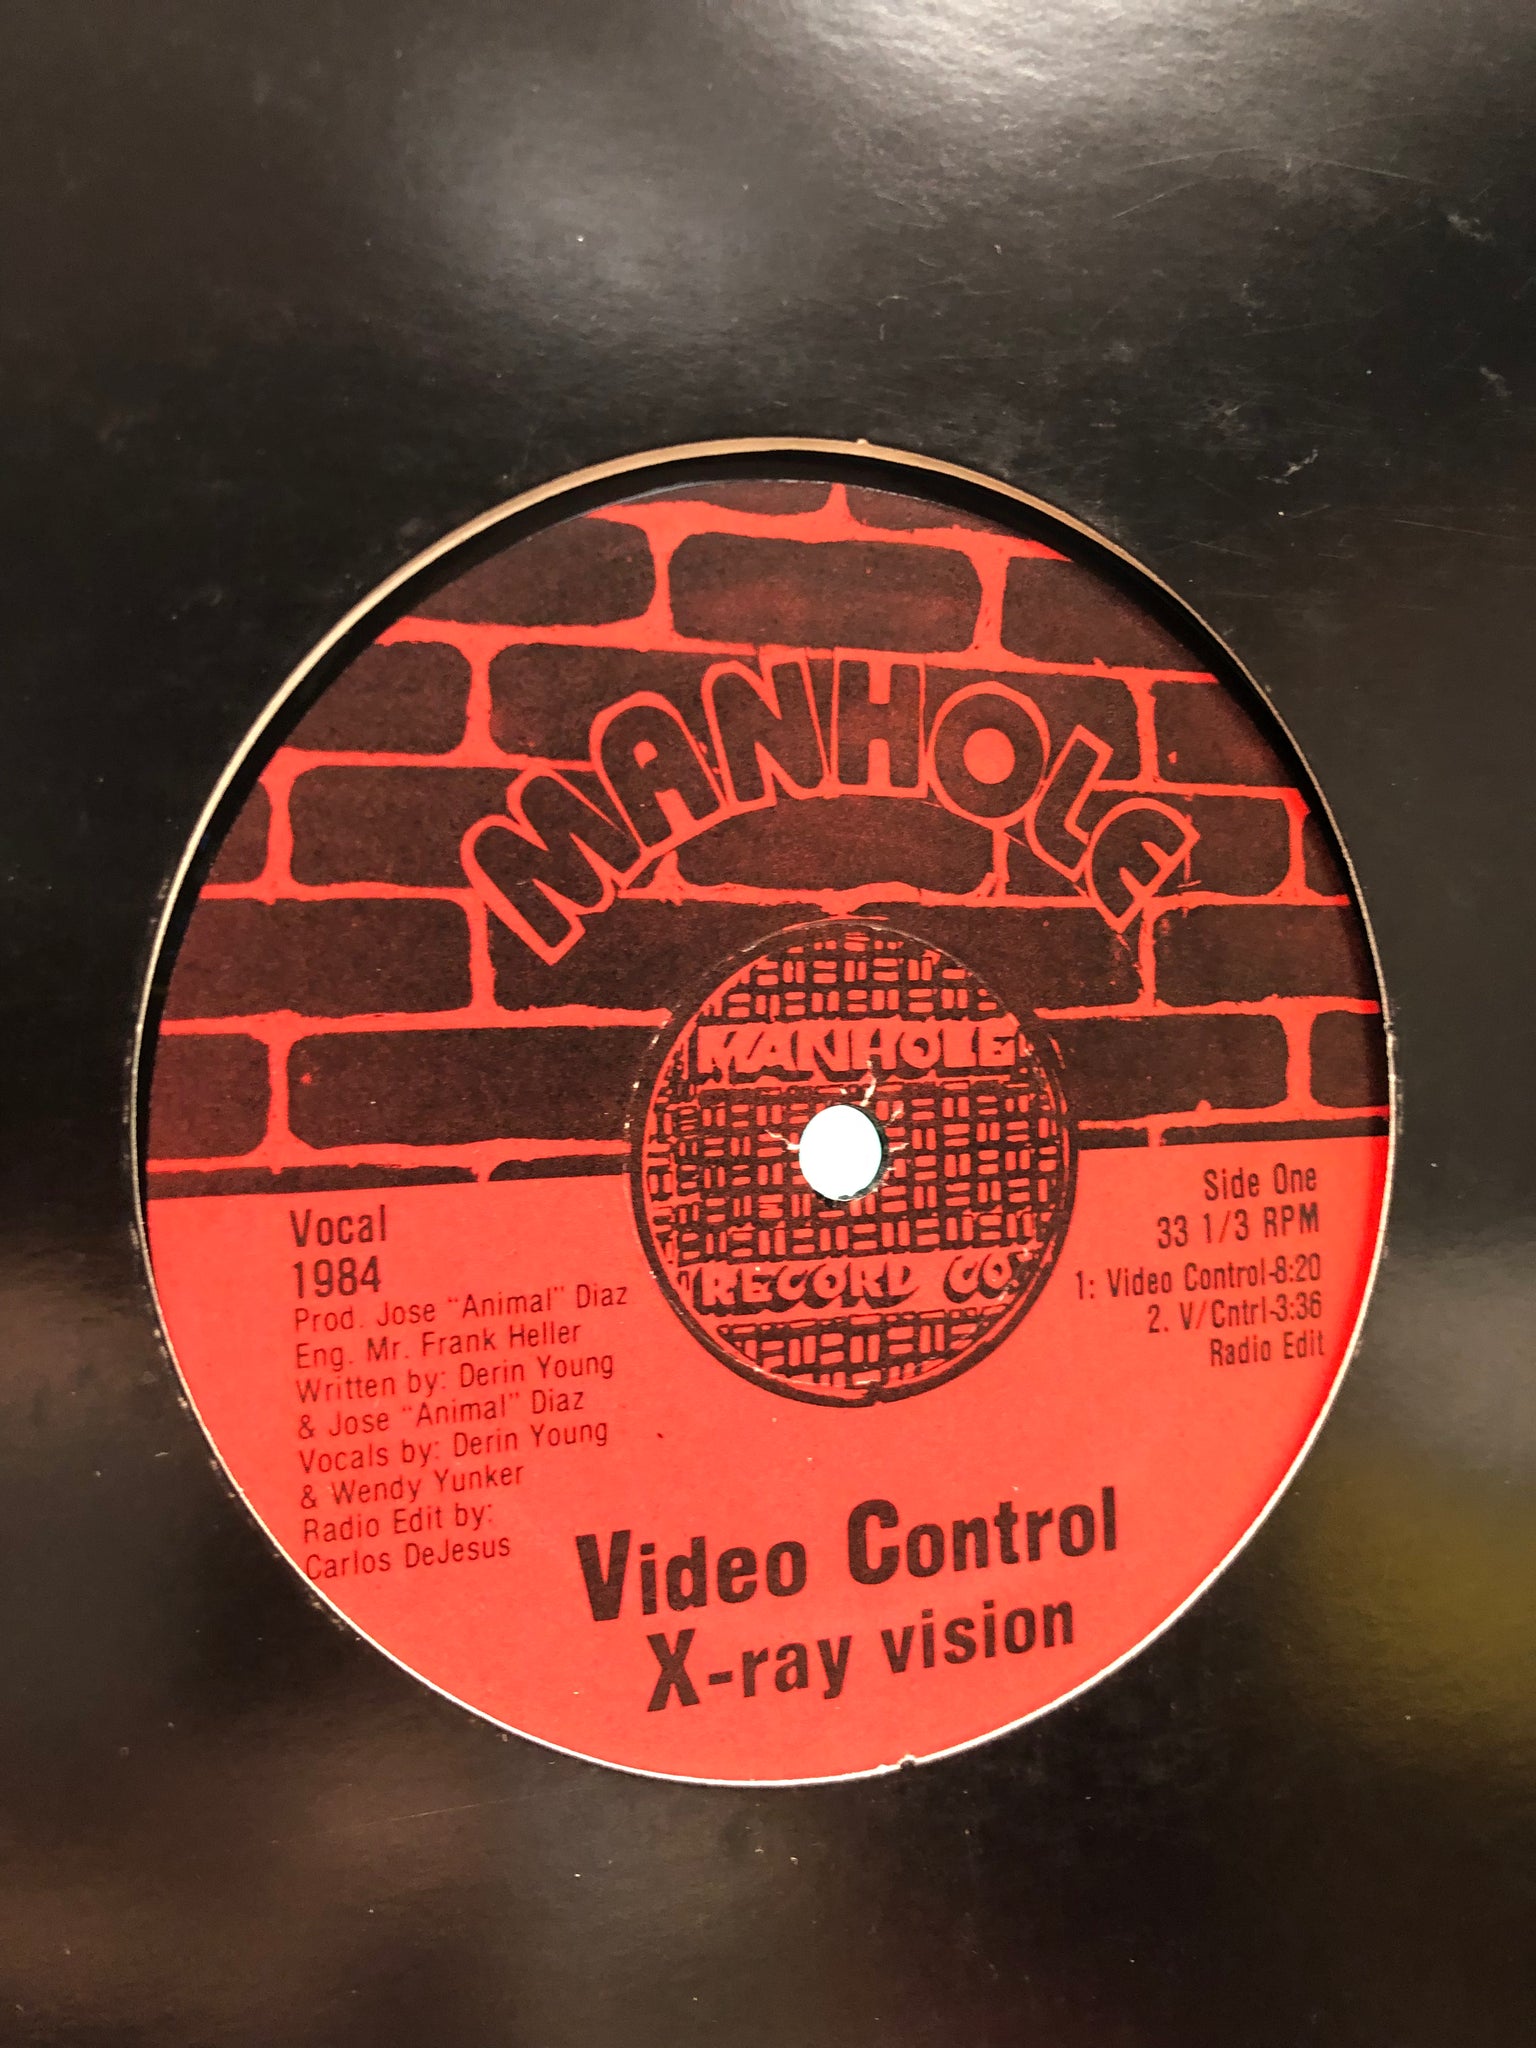 MANHOLE
MANHOLE
RECORD CO
Vocal
1984
Prod. Jose "Animal" Diaz
Eng. Mr. Frank Heller
Written by: Derin Young
& Jose "Animal" Diaz
Vocals by: Derin Young
& Wendy Yunker
Radio Edit by:
Carlos DeJesus
Side One
33 1/3 RPM
1: Video Control-8:20
2. V/Cntrl-3:36
Radio Edit
Video Control
X-ray vision